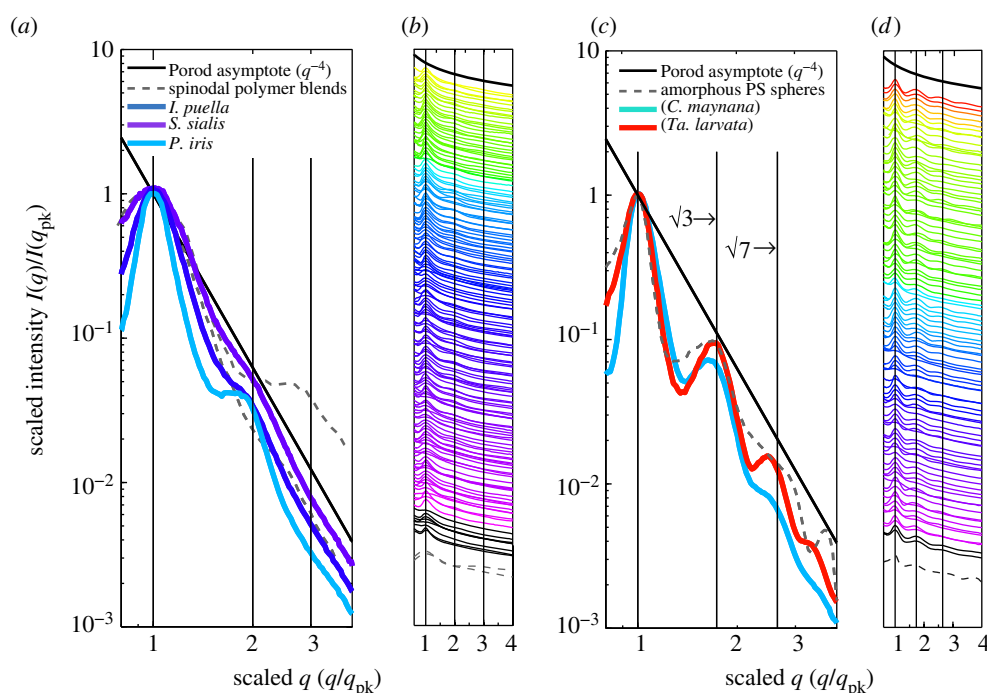 (a)
(b)
(c)
(d)
10
1
10⁻¹
10⁻²
10⁻³
scaled intensity I(q)/I(q_pk)
Porod asymptote (q⁻⁴)
spinodal polymer blends
I. puella
S. sialis
P. iris
1 2 3
scaled q (q/q_pk)
1 2 3 4
10
1
10⁻¹
10⁻²
10⁻³
Porod asymptote (q⁻⁴)
amorphous PS spheres
(C. maynana)
(Ta. larvata)
√3→
√7→
1 2 3
scaled q (q/q_pk)
1 2 3 4